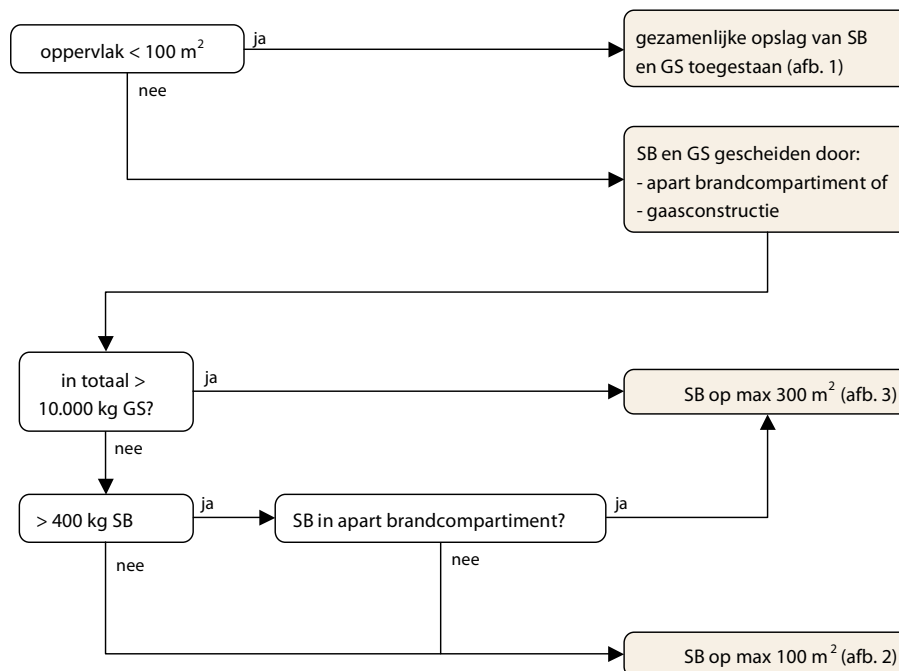 oppervlak < 100 m²
ja
gezamenlijke opslag van SB
en GS toegestaan (afb. 1)
nee
SB en GS gescheiden door:
- apart brandcompartiment of
- gaasconstructie
in totaal >
10.000 kg GS?
ja
SB op max 300 m² (afb. 3)
nee
> 400 kg SB
ja
SB in apart brandcompartiment?
ja
nee
nee
SB op max 100 m² (afb. 2)